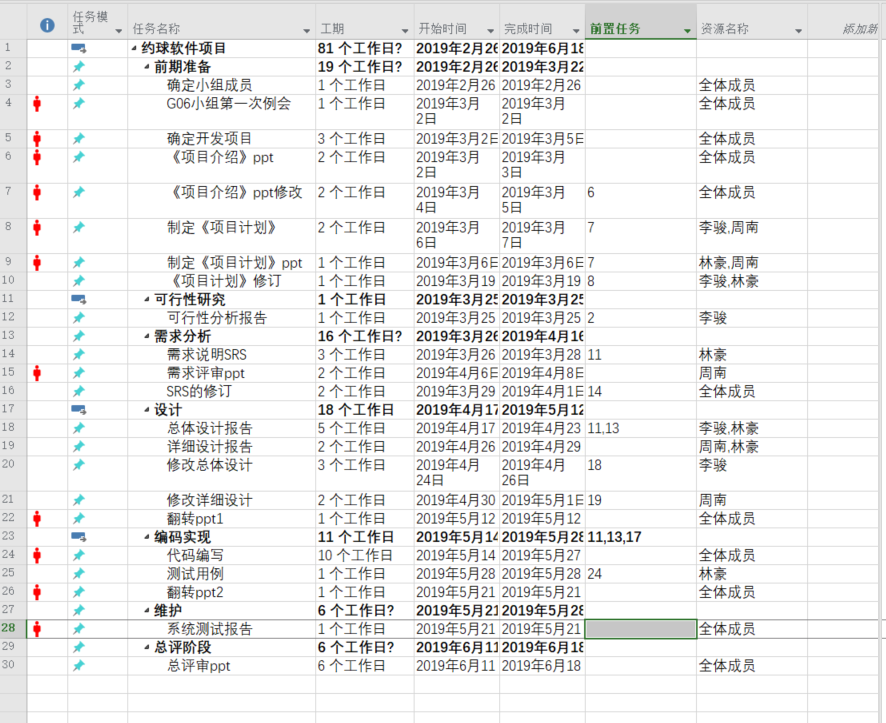 任务模式 任务名称 工期 开始时间 完成时间 前置任务 资源名称 添加新
1 约球软件项目 81 个工作日? 2019年2月26 2019年6月18
2 前期准备 19 个工作日? 2019年2月26 2019年3月22
3 确定小组成员 1 个工作日 2019年2月26 2019年2月26 全体成员
4 G06小组第一次例会 1 个工作日 2019年3月2日 2019年3月2日 全体成员
5 确定开发项目 3 个工作日 2019年3月2日 2019年3月5日 全体成员
6 《项目介绍》ppt 2 个工作日 2019年3月2日 2019年3月3日 全体成员
7 《项目介绍》ppt修改 2 个工作日 2019年3月4日 2019年3月5日 6 全体成员
8 制定《项目计划》 2 个工作日 2019年3月6日 2019年3月7日 7 李骏,周南
9 制定《项目计划》ppt 1 个工作日 2019年3月6日 2019年3月6日 7 林豪,周南
10 《项目计划》修订 1 个工作日 2019年3月19 2019年3月19 8 李骏,林豪
11 可行性研究 1 个工作日 2019年3月25 2019年3月25
12 可行性分析报告 1 个工作日 2019年3月25 2019年3月25 2 李骏
13 需求分析 16 个工作日? 2019年3月26 2019年4月16
14 需求说明SRS 3 个工作日 2019年3月26 2019年3月28 11 林豪
15 需求评审ppt 2 个工作日 2019年4月6日 2019年4月8日 周南
16 SRS的修订 2 个工作日 2019年3月29 2019年4月1日 14 全体成员
17 设计 18 个工作日 2019年4月17 2019年5月12
18 总体设计报告 5 个工作日 2019年4月17 2019年4月23 11,13 李骏,林豪
19 详细设计报告 2 个工作日 2019年4月26 2019年4月29 周南,林豪
20 修改总体设计 3 个工作日 2019年4月24日 2019年4月26日 18 李骏
21 修改详细设计 2 个工作日 2019年4月30 2019年5月1日 19 周南
22 翻转ppt1 1 个工作日 2019年5月12 2019年5月12 全体成员
23 编码实现 11 个工作日 2019年5月14 2019年5月28 11,13,17
24 代码编写 10 个工作日 2019年5月14 2019年5月27 全体成员
25 测试用例 1 个工作日 2019年5月28 2019年5月28 24 林豪
26 翻转ppt2 1 个工作日 2019年5月21 2019年5月21 全体成员
27 维护 6 个工作日? 2019年5月21 2019年5月28
28 系统测试报告 1 个工作日 2019年5月21 2019年5月21 全体成员
29 总评阶段 6 个工作日? 2019年6月11 2019年6月18
30 总评审ppt 6 个工作日 2019年6月11 2019年6月18 全体成员